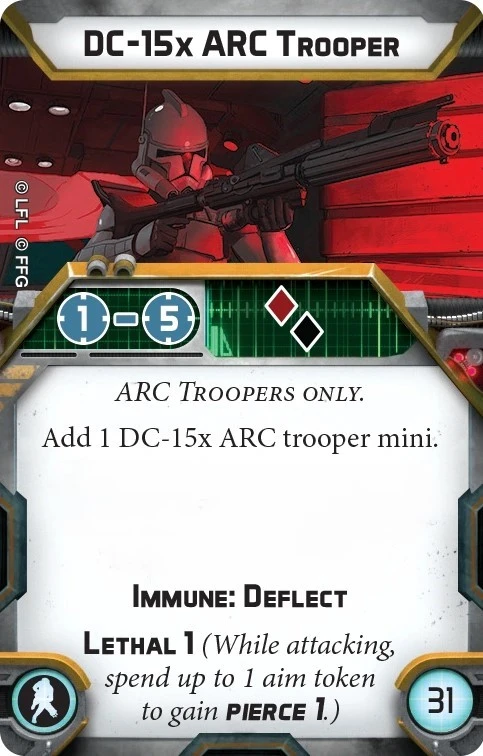 DC-15x ARC Trooper
© LFL © FFG
1 - 5
ARC Troopers only.
Add 1 DC-15x ARC trooper mini.
Immune: Deflect
Lethal 1 (While attacking,
spend up to 1 aim token
to gain pierce 1.)
31